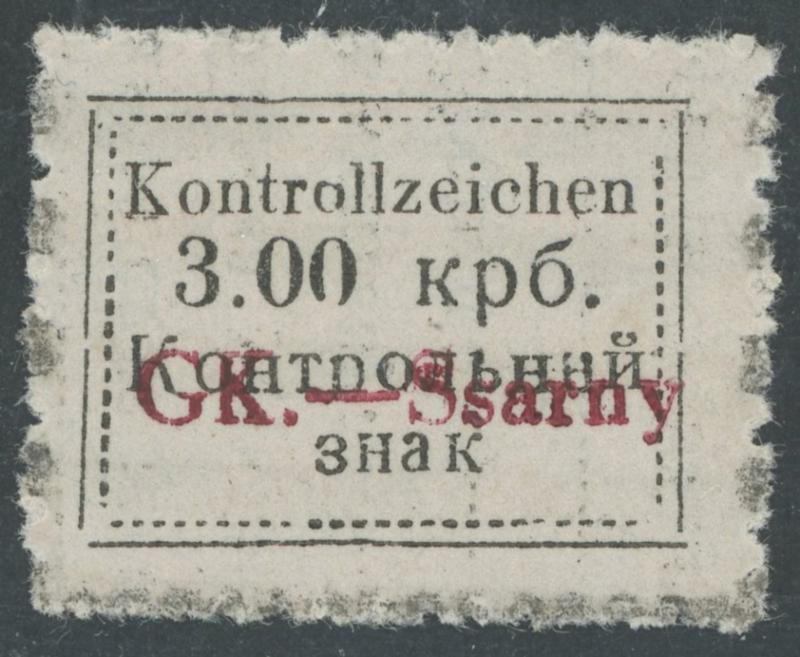 Kontrollzeichen
3.00 крб.
Контрольний
GK.—Ssarny
знак